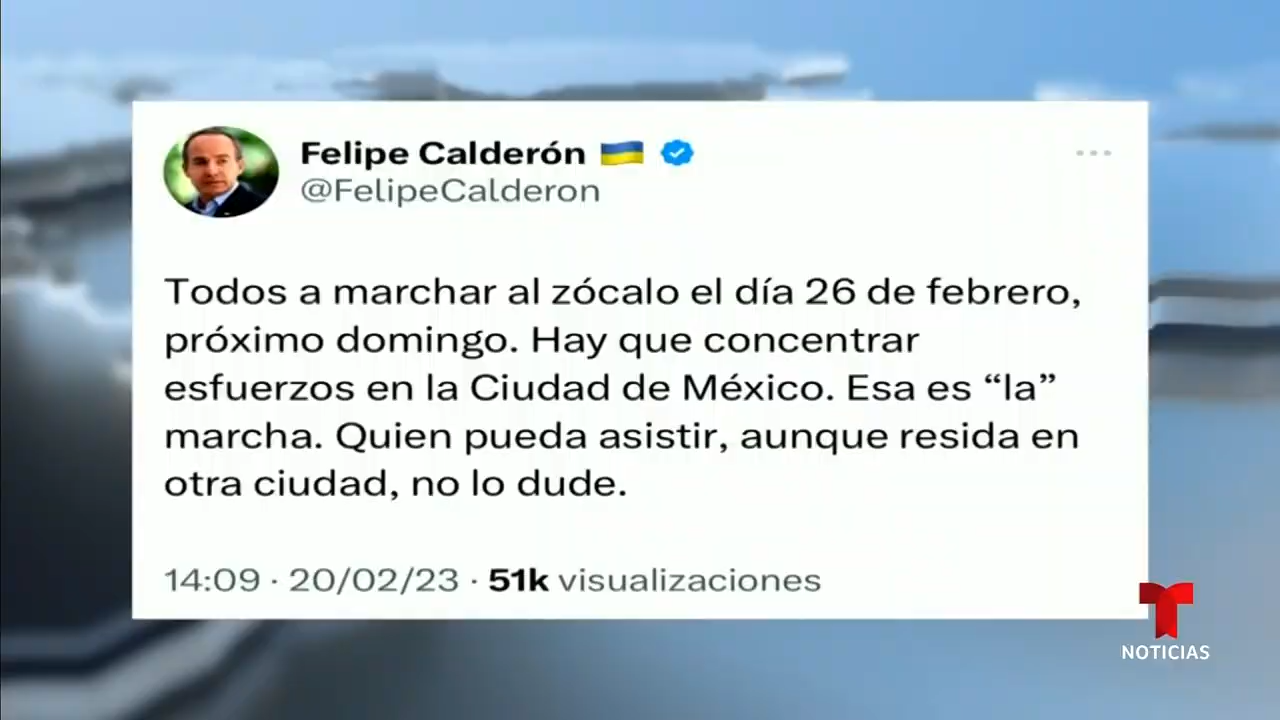 Felipe Calderón 🇺🇦
@FelipeCalderon
Todos a marchar al zócalo el día 26 de febrero,
próximo domingo. Hay que concentrar
esfuerzos en la Ciudad de México. Esa es “la”
marcha. Quien pueda asistir, aunque resida en
otra ciudad, no lo dude.
14:09 · 20/02/23 · 51k visualizaciones
T
NOTICIAS